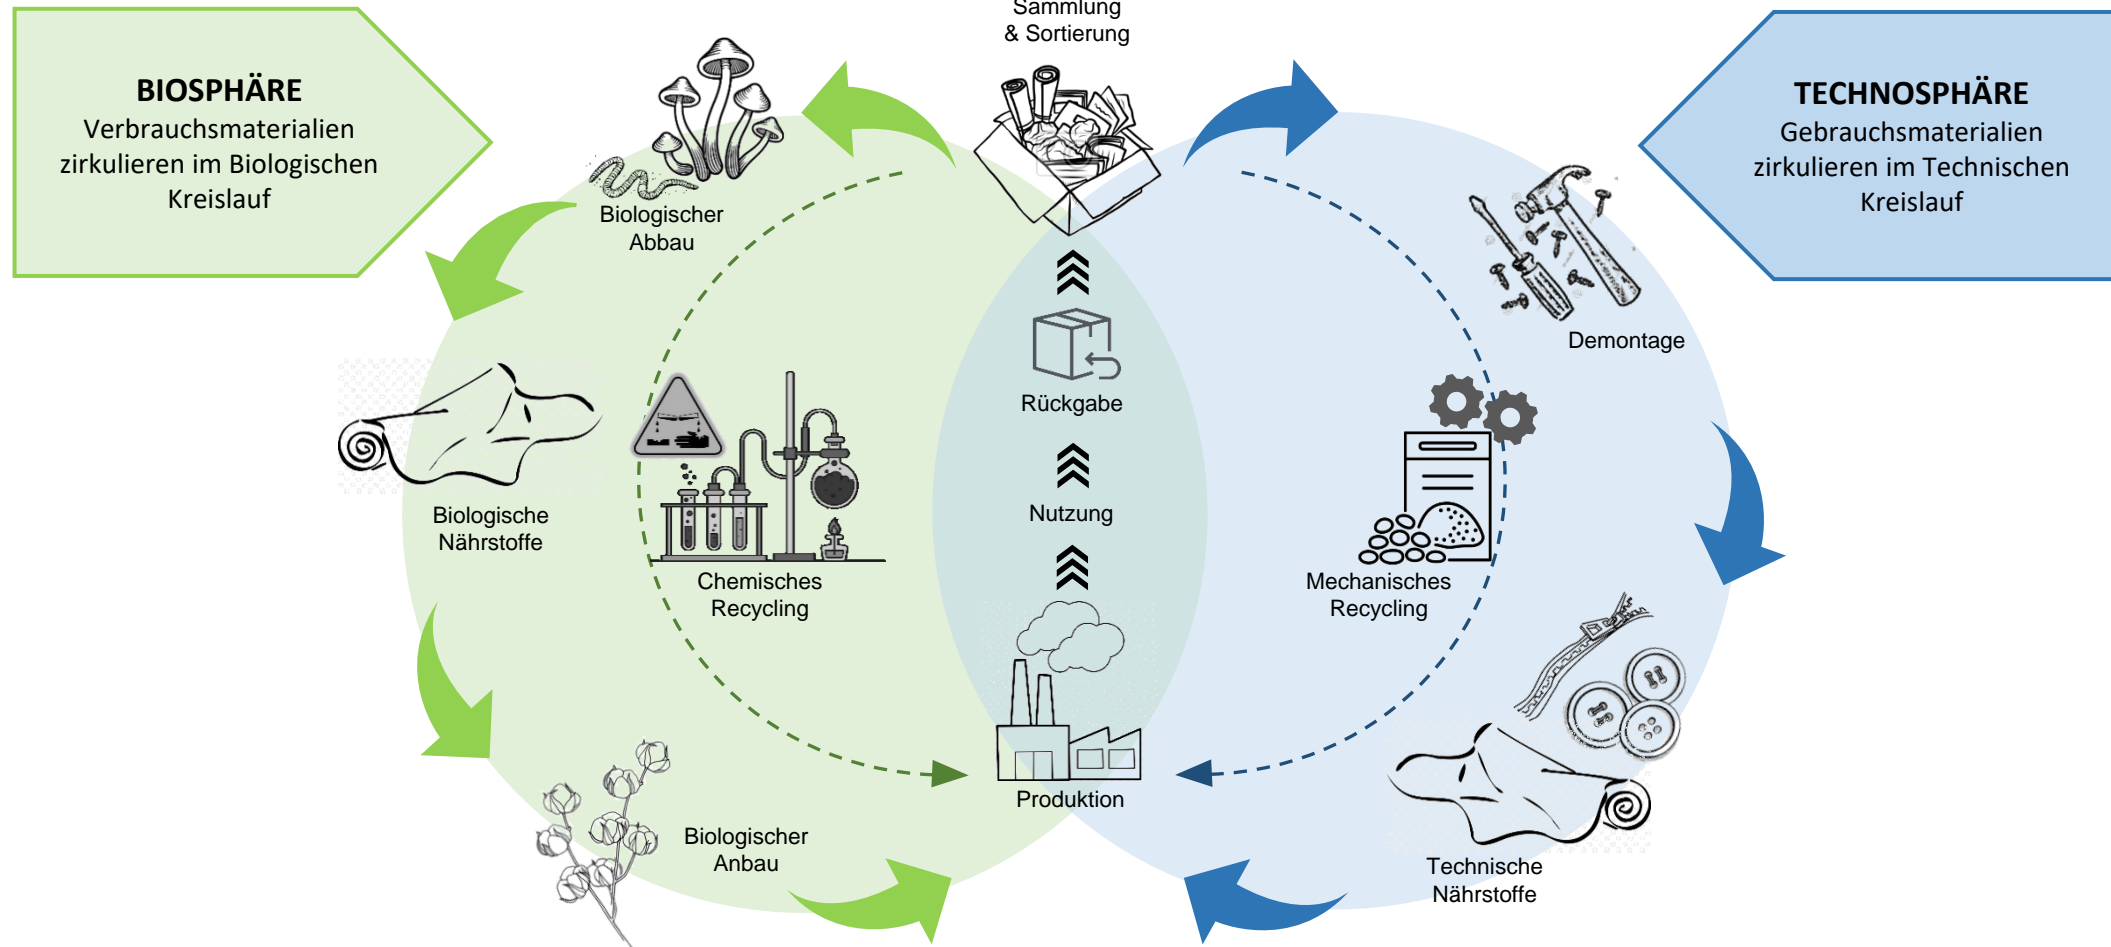 Sammlung
& Sortierung
BIOSPHÄRE
Verbrauchsmaterialien
zirkulieren im Biologischen
Kreislauf
TECHNOSPHÄRE
Gebrauchsmaterialien
zirkulieren im Technischen
Kreislauf
Biologischer
Abbau
Demontage
Rückgabe
Biologische
Nährstoffe
Nutzung
Chemisches
Recycling
Mechanisches
Recycling
Produktion
Biologischer
Anbau
Technische
Nährstoffe